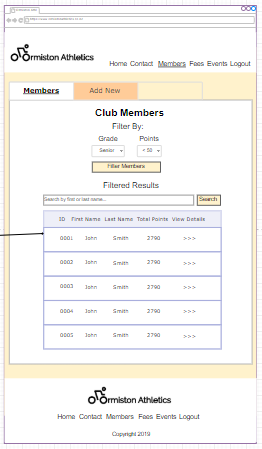 Ormiston Athletics
Home Contact Members Fees Events Logout
Members Add New
Club Members
Filter By:
Grade Points
Senior < 50
Filter Members
Filtered Results
Search by first or last name... Search
ID First Name Last Name Total Points View Details
0001 John Smith 2790 >>>
0002 John Smith 2790 >>>
0003 John Smith 2790 >>>
0004 John Smith 2790 >>>
0005 John Smith 2790 >>>
Ormiston Athletics
Home Contact Members Fees Events Logout
Copyright 2019